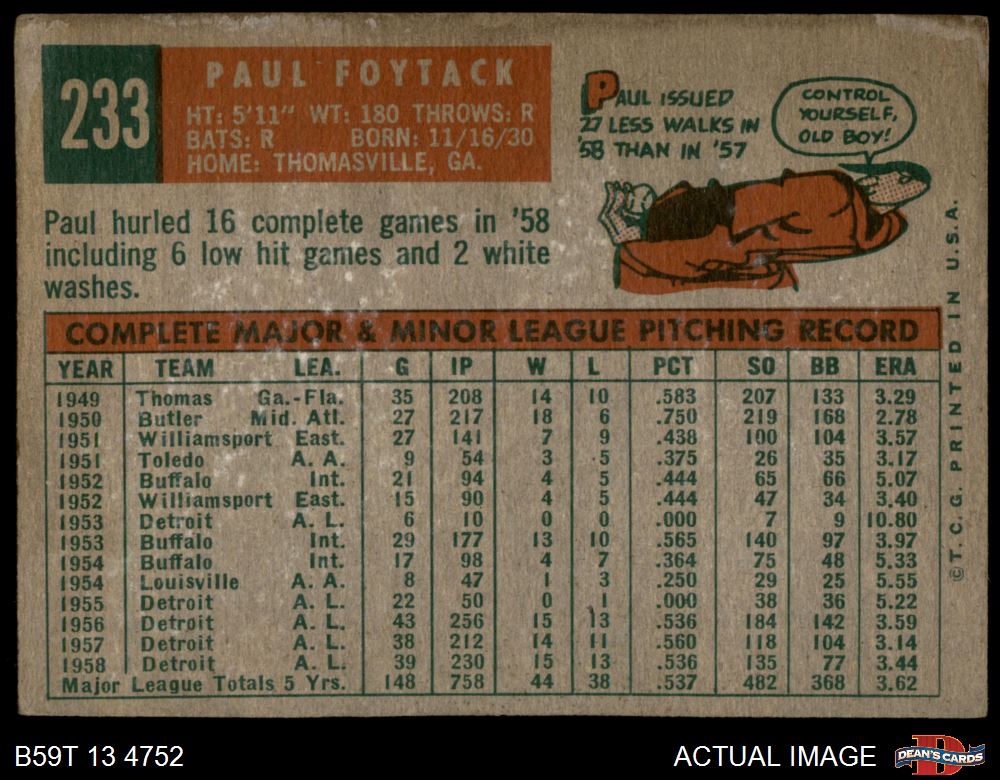 233
PAUL FOYTACK
HT: 5'11" WT: 180 THROWS: R
BATS: R BORN: 11/16/30
HOME: THOMASVILLE, GA.
PAUL ISSUED
27 LESS WALKS IN
'58 THAN IN '57
CONTROL
YOURSELF,
OLD BOY!
Paul hurled 16 complete games in '58
including 6 low hit games and 2 white
washes.
COMPLETE MAJOR & MINOR LEAGUE PITCHING RECORD
YEAR TEAM LEA. G IP W L PCT SO BB ERA
1949 Thomas Ga.-Fla. 35 208 14 10 .583 207 133 3.29
1950 Butler Mid. Atl. 27 217 18 6 .750 219 168 2.78
1951 Williamsport East. 27 141 7 9 .438 100 104 3.57
1951 Toledo A. A. 9 54 3 5 .375 26 35 3.17
1952 Buffalo Int. 21 94 4 5 .444 65 66 5.07
1952 Williamsport East. 15 90 4 5 .444 47 34 3.40
1953 Detroit A. L. 6 10 0 0 .000 7 9 10.80
1953 Buffalo Int. 29 177 13 10 .565 140 97 3.97
1954 Buffalo Int. 17 98 4 7 .364 75 48 5.33
1954 Louisville A. A. 8 47 1 3 .250 29 25 5.55
1955 Detroit A. L. 22 50 0 1 .000 38 36 5.22
1956 Detroit A. L. 43 256 15 13 .536 184 142 3.59
1957 Detroit A. L. 38 212 14 11 .560 118 104 3.14
1958 Detroit A. L. 39 230 15 13 .536 135 77 3.44
Major League Totals 5 Yrs. 148 758 44 38 .537 482 368 3.62
©T.C.G. PRINTED IN U.S.A.
B59T 13 4752
ACTUAL IMAGE
D
DEAN'S CARDS